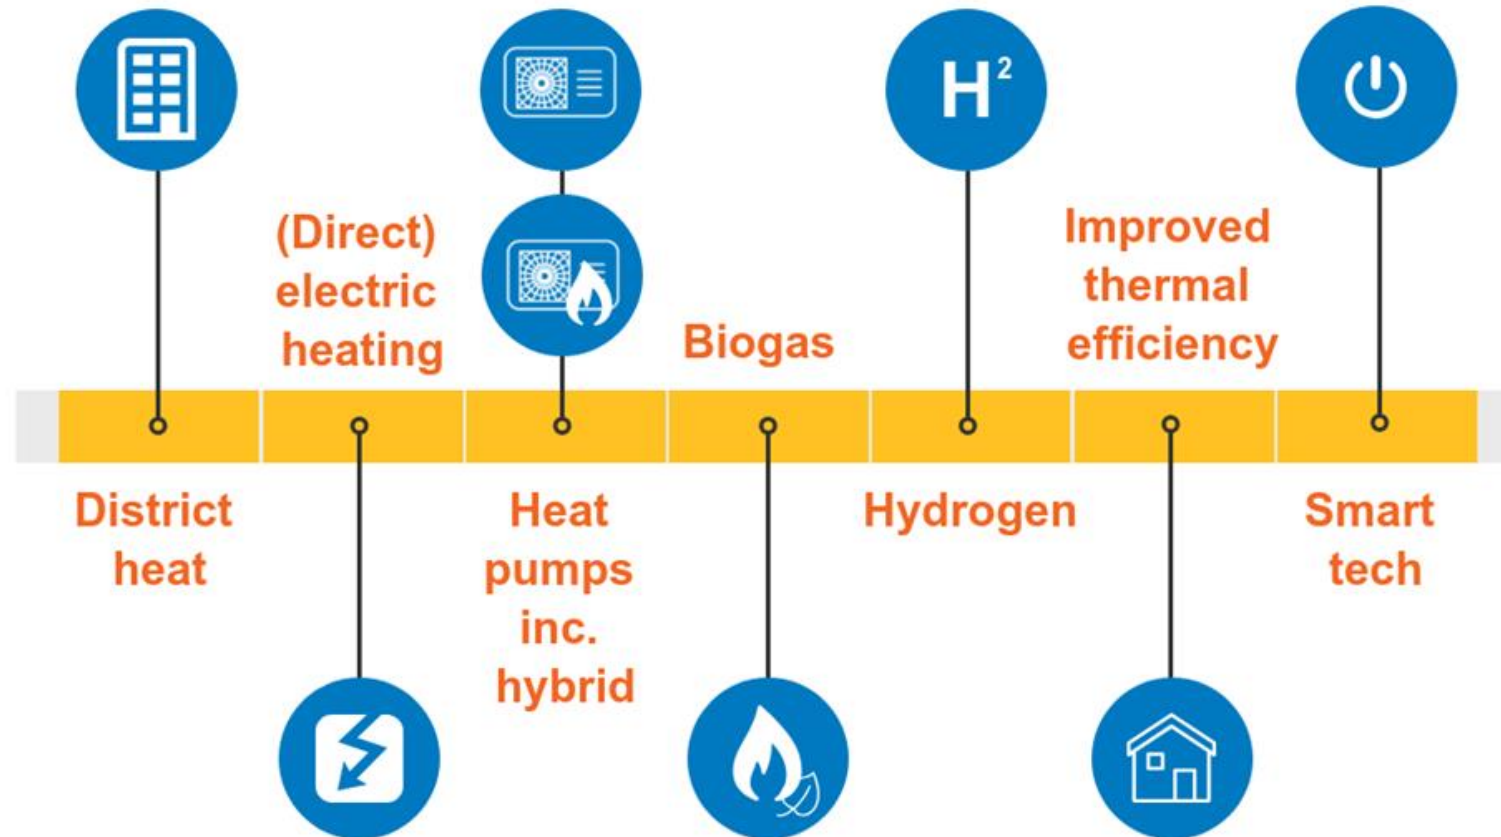 H²
(Direct)
electric
heating
Improved
thermal
efficiency
Biogas
District
heat
Heat
pumps
inc.
hybrid
Hydrogen
Smart
tech